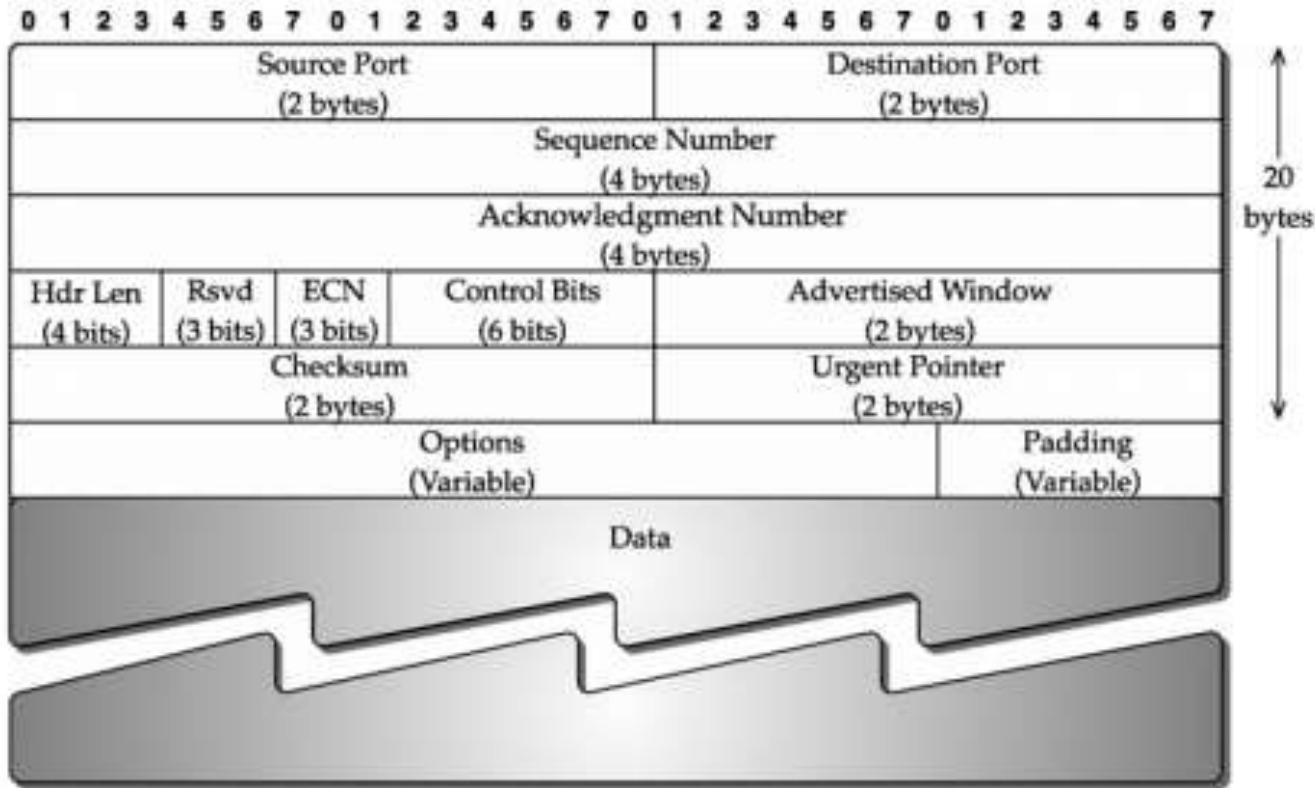 0 1 2 3 4 5 6 7 0 1 2 3 4 5 6 7 0 1 2 3 4 5 6 7 0 1 2 3 4 5 6 7
Source Port
(2 bytes)
Destination Port
(2 bytes)
Sequence Number
(4 bytes)
Acknowledgment Number
(4 bytes)
20
bytes
Hdr Len
(4 bits)
Rsvd
(3 bits)
ECN
(3 bits)
Control Bits
(6 bits)
Advertised Window
(2 bytes)
Checksum
(2 bytes)
Urgent Pointer
(2 bytes)
Options
(Variable)
Padding
(Variable)
Data